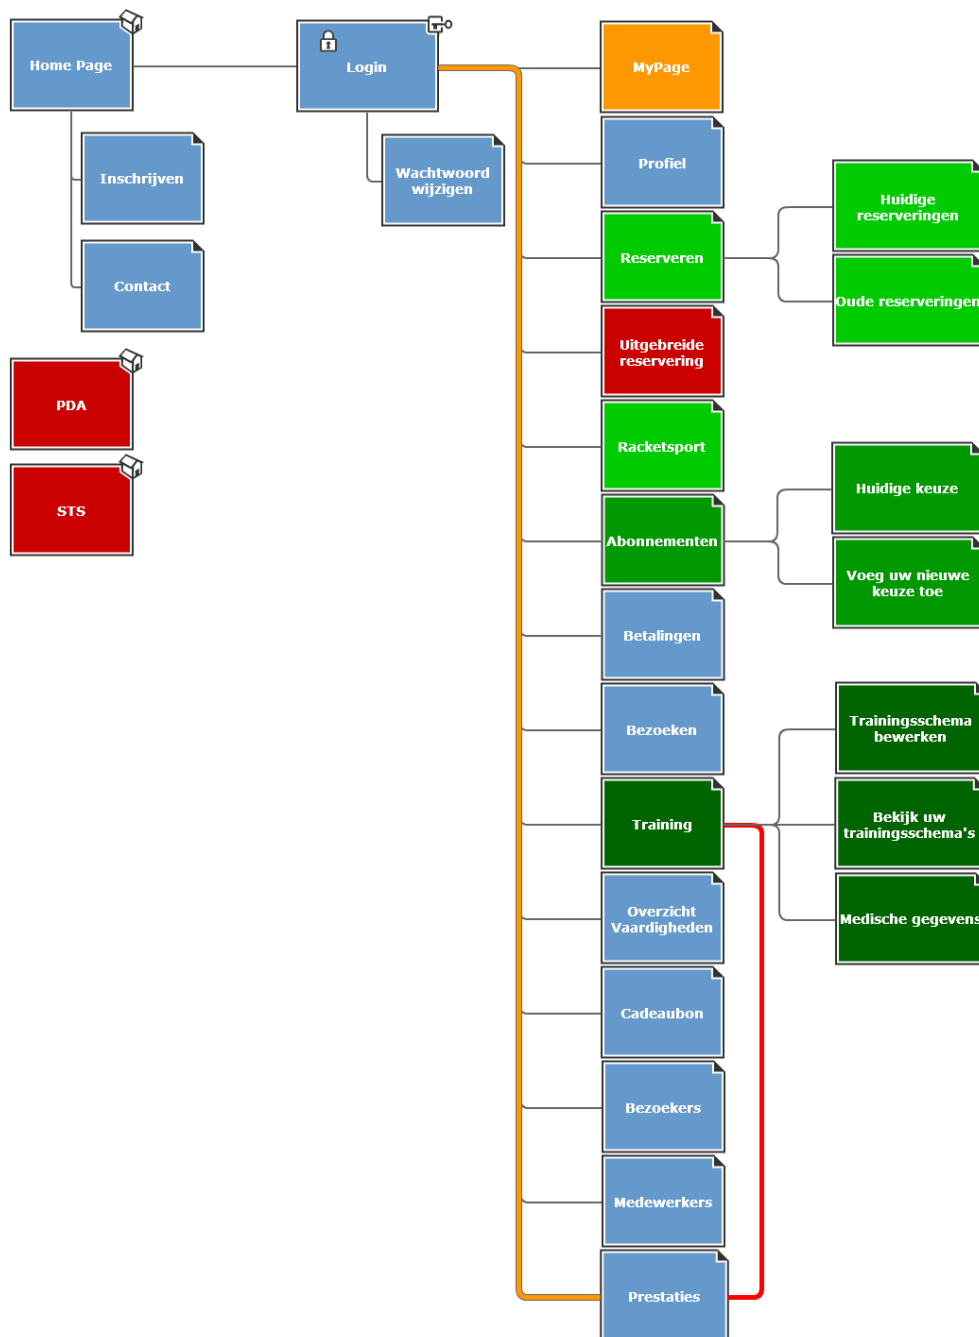 Home Page
Login
MyPage
Inschrijven
Wachtwoord
wijzigen
Profiel
Contact
Reserveren
Huidige
reserveringen
Oude reserveringen
PDA
Uitgebreide
reservering
STS
Racketsport
Abonnementen
Huidige keuze
Voeg uw nieuwe
keuze toe
Betalingen
Bezoeken
Training
Trainingsschema
bewerken
Bekijk uw
trainingsschema's
Medische gegevens
Overzicht
Vaardigheden
Cadeaubon
Bezoekers
Medewerkers
Prestaties